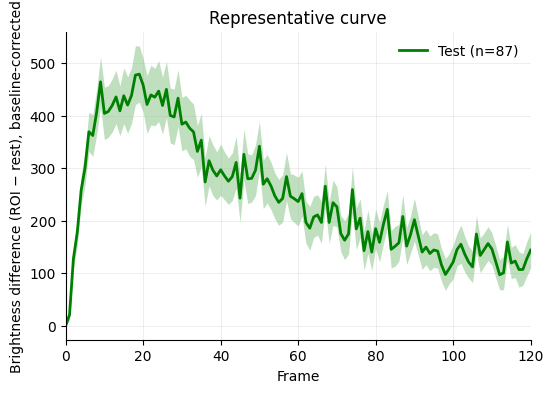 Representative curve
Test (n=87)
Brightness difference (ROI − rest), baseline-corrected
500
400
300
200
100
0
0 20 40 60 80 100 120
Frame